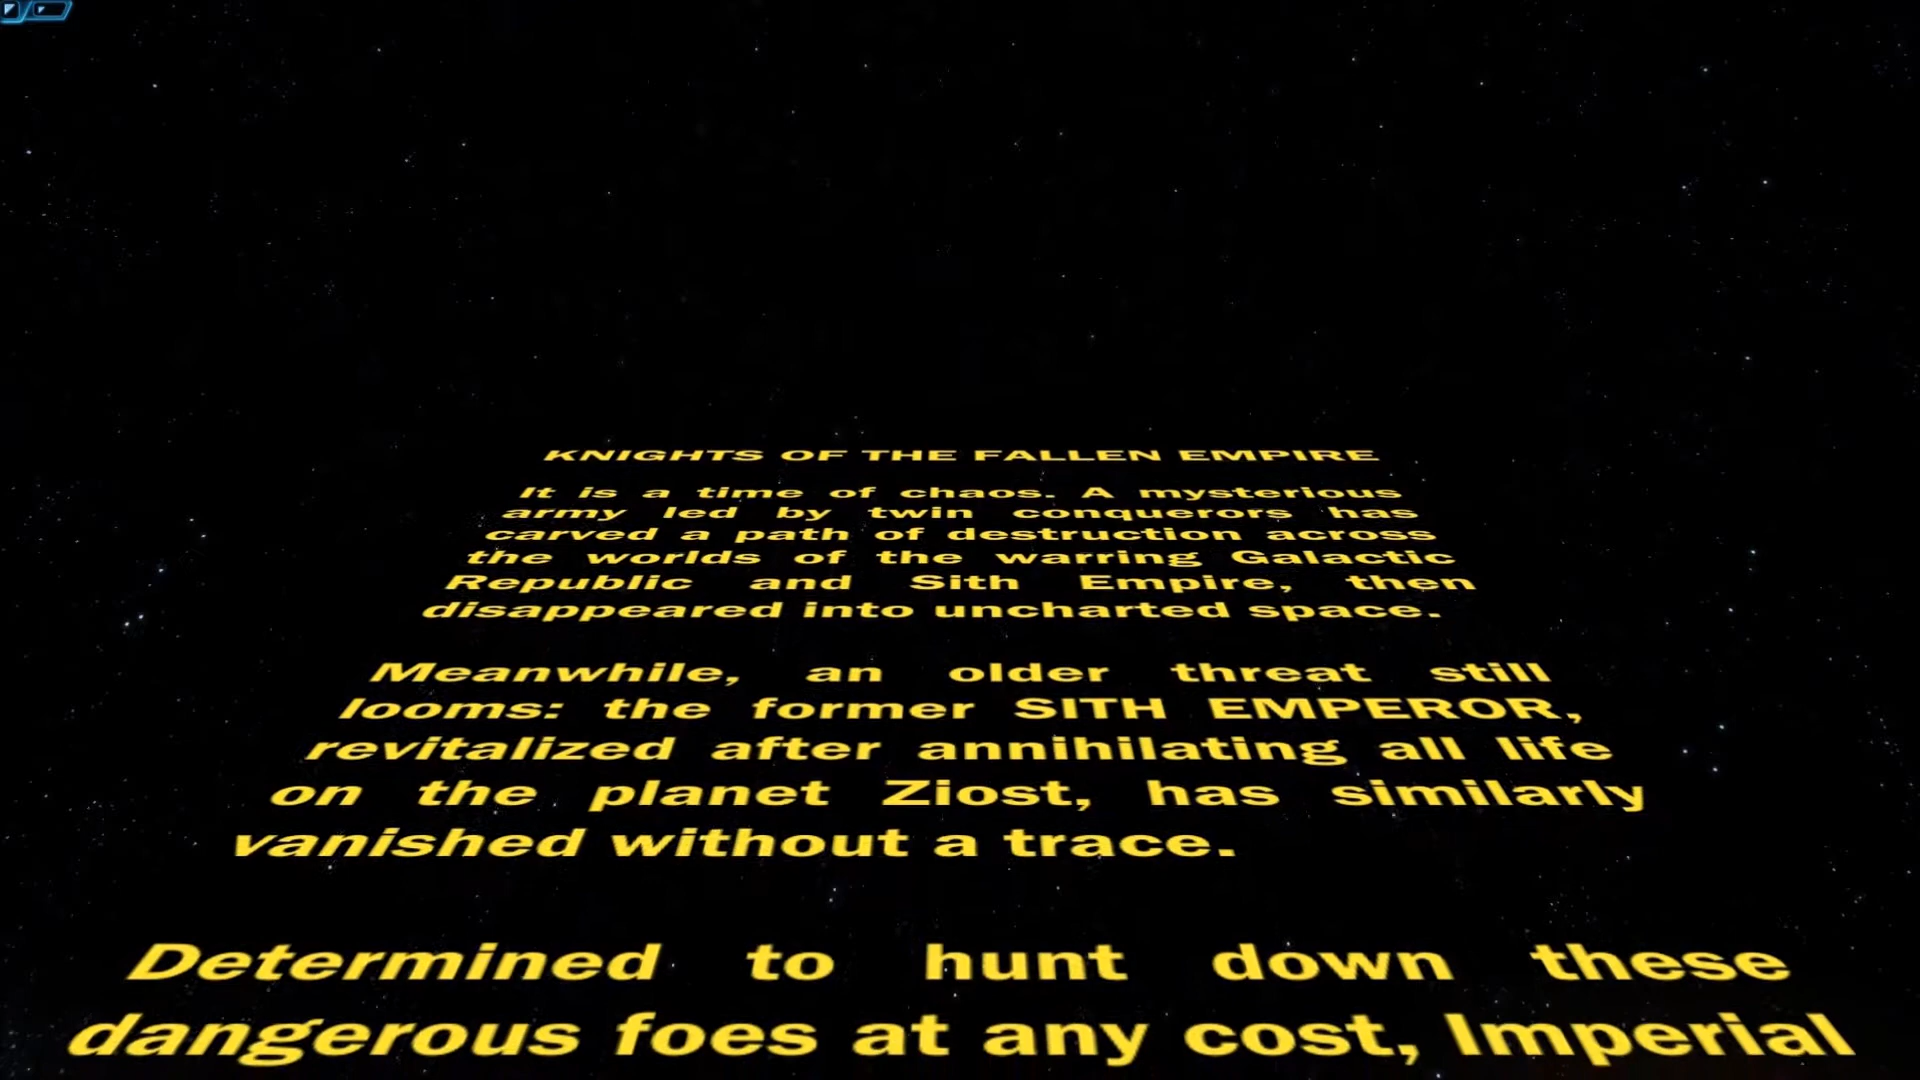 KNIGHTS OF THE FALLEN EMPIRE
It is a time of chaos. A mysterious
army led by twin conquerors has
carved a path of destruction across
the worlds of the warring Galactic
Republic and Sith Empire, then
disappeared into uncharted space.
Meanwhile, an older threat still
looms: the former SITH EMPEROR,
revitalized after annihilating all life
on the planet Ziost, has similarly
vanished without a trace.
Determined to hunt down these
dangerous foes at any cost, Imperial